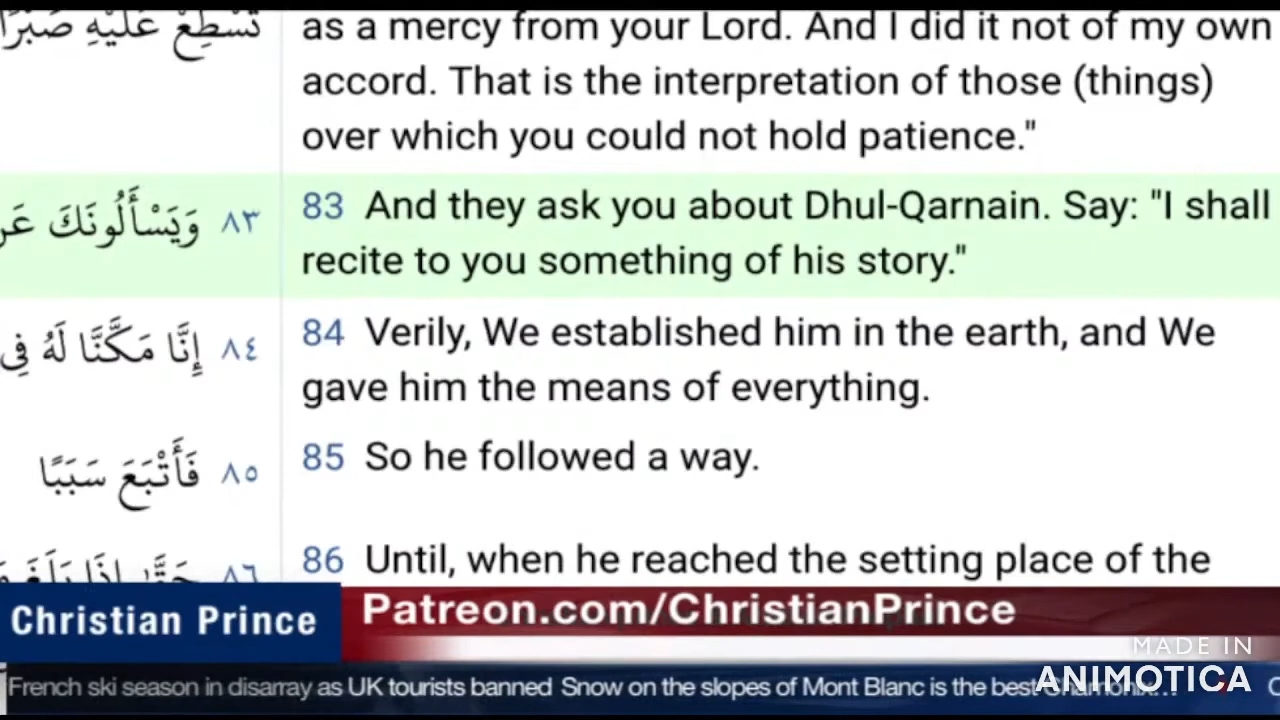 تَسْطِعْ عَلَيْهِ صَبْرًا
as a mercy from your Lord. And I did it not of my own
accord. That is the interpretation of those (things)
over which you could not hold patience."
٨٣ وَيَسْأَلُونَكَ
83 And they ask you about Dhul-Qarnain. Say: "I shall
recite to you something of his story."
٨٤ إِنَّا مَكَّنَّا لَهُ فِي
84 Verily, We established him in the earth, and We
gave him the means of everything.
٨٥ فَأَتْبَعَ سَبَبًا
85 So he followed a way.
٨٦
86 Until, when he reached the setting place of the
Christian Prince
Patreon.com/ChristianPrince
MADE IN
ANIMOTICA
French ski season in disarray as UK tourists banned Snow on the slopes of Mont Blanc is the best